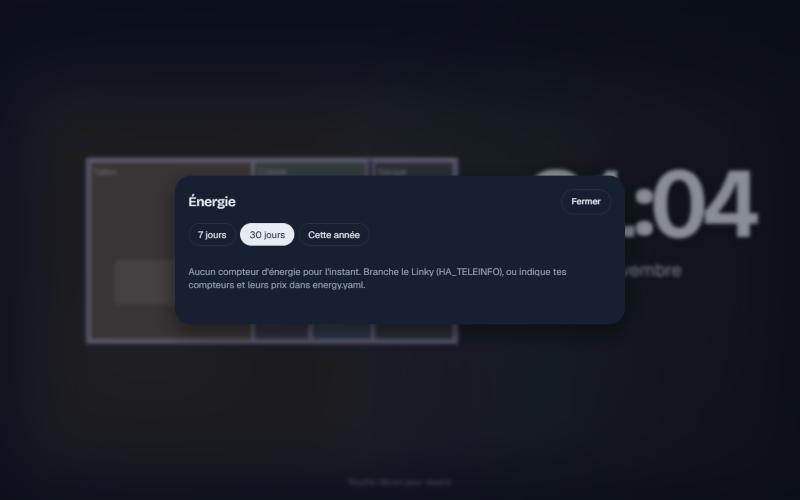 Énergie
Fermer
7 jours
30 jours
Cette année
Aucun compteur d'énergie pour l'instant. Branche le Linky (HA_TELEINFO), ou indique tes
compteurs et leurs prix dans energy.yaml.
:04